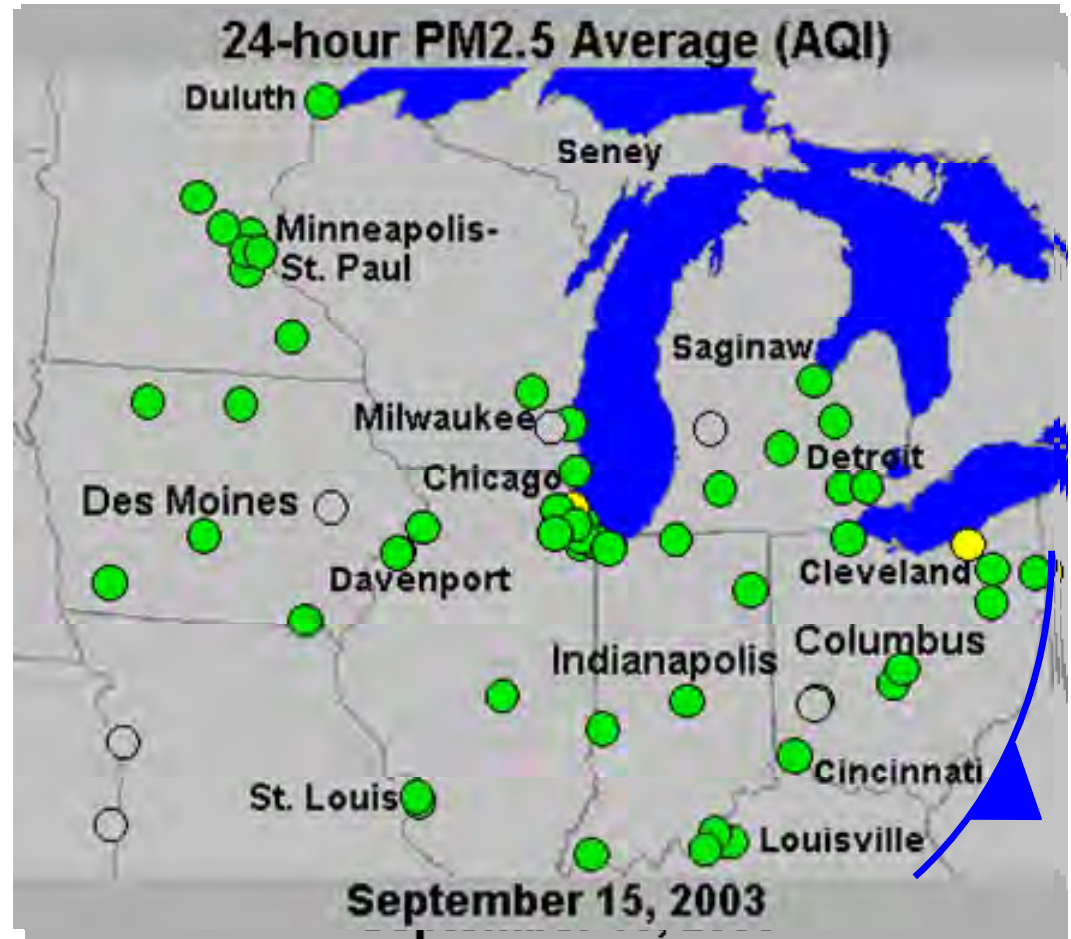 24-hour PM2.5 Average (AQI)
Duluth
Seney
Minneapolis-
St. Paul
Saginaw
Milwaukee
Detroit
Chicago
Des Moines
Davenport
Cleveland
Columbus
Indianapolis
Cincinnati
St. Louis
Louisville
September 15, 2003